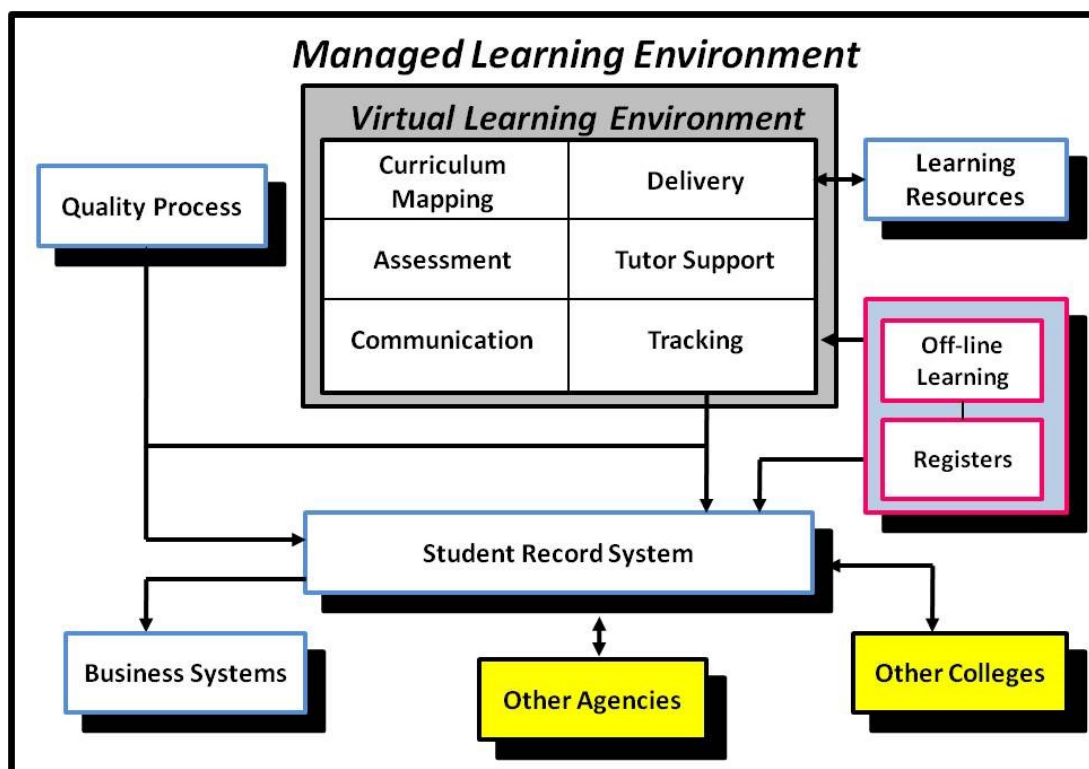 Managed Learning Environment
Virtual Learning Environment
Curriculum
Mapping
Delivery
Learning
Resources
Quality Process
Assessment
Tutor Support
Communication
Tracking
Off-line
Learning
Registers
Student Record System
Business Systems
Other Agencies
Other Colleges